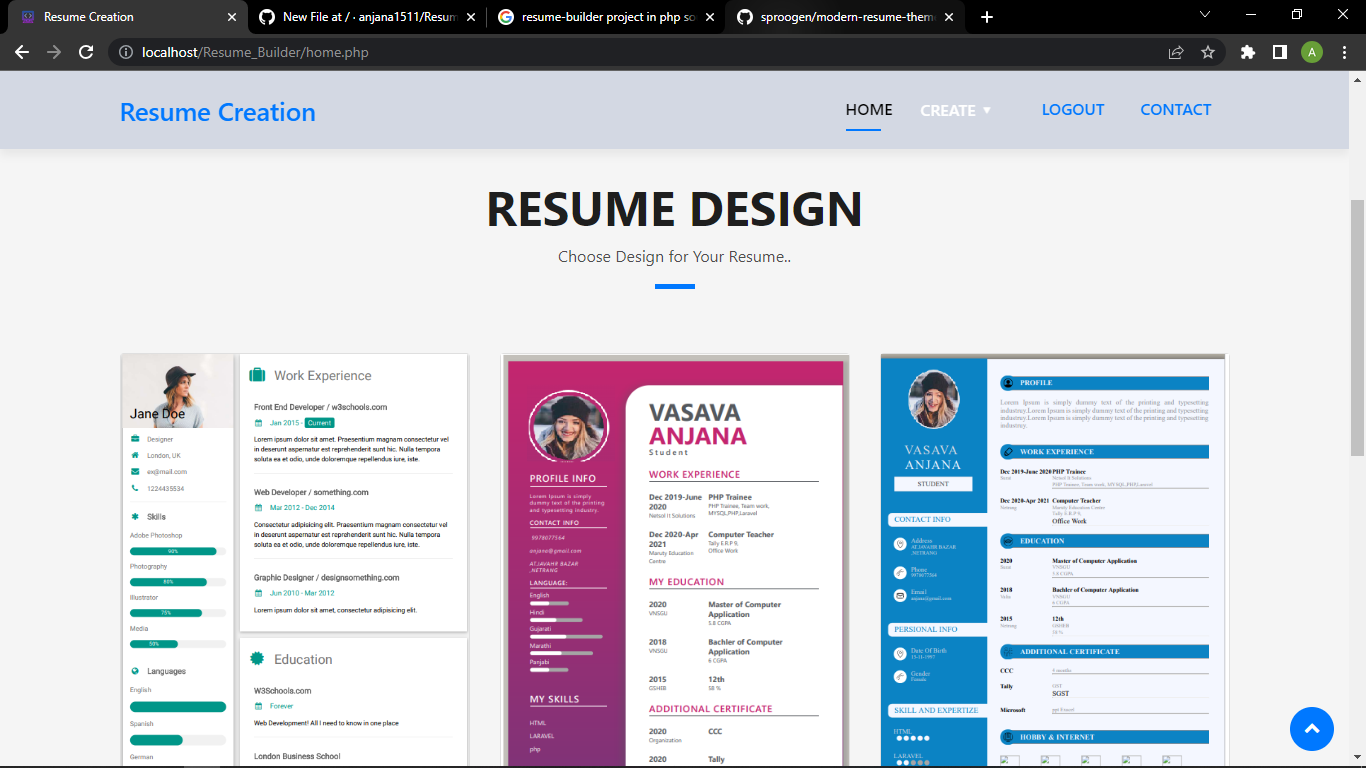 Resume Creation
New File at / · anjana1511/Resum
resume-builder project in php so
sproogen/modern-resume-theme
localhost/Resume_Builder/home.php
A
Resume Creation
HOME
CREATE
LOGOUT
CONTACT
RESUME DESIGN
Choose Design for Your Resume..
Jane Doe
Designer
London, UK
ex@mail.com
1224435534
Skills
Adobe Photoshop
90%
Photography
80%
Illustrator
75%
Media
50%
Languages
English
Spanish
German
Work Experience
Front End Developer / w3schools.com
Jan 2015 - Current
Lorem ipsum dolor sit amet. Praesentium magnam consectetur vel
in deserunt aspernatur est reprehenderit sunt hic. Nulla tempora
soluta ea et odio, unde doloremque repellendus iure, iste.
Web Developer / something.com
Mar 2012 - Dec 2014
Consectetur adipisicing elit. Praesentium magnam consectetur vel
in deserunt aspernatur est reprehenderit sunt hic. Nulla tempora
soluta ea et odio, unde doloremque repellendus iure, iste.
Graphic Designer / designsomething.com
Jun 2010 - Mar 2012
Lorem ipsum dolor sit amet, consectetur adipisicing elit.
Education
W3Schools.com
Forever
Web Development! All I need to know in one place
London Business School
PROFILE INFO
Lorem Ipsum is simply
dummy text of the printing
and typesetting industry.
CONTACT INFO
9978077564
anjana@gmail.com
AT.JAVAHR BAZAR
,NETRANG
LANGUAGE:
English
Hindi
Gujarati
Marathi
Panjabi
MY SKILLS
HTML
LARAVEL
php
VASAVA
ANJANA
Student
WORK EXPERIENCE
Dec 2019-June
2020
Netsol It Solutions
PHP Trainee
PHP Trainee, Team work,
MYSQL,PHP,Laravel
Dec 2020-Apr
2021
Maruty Education
Centre
Computer Teacher
Tally E.R.P 9.
Office Work
MY EDUCATION
2020
VNSGU
Master of Computer
Application
5.8 CGPA
2018
VNSGU
Bachler of Computer
Application
6 CGPA
2015
GSHEB
12th
58 %
ADDITIONAL CERTIFICATE
2020
Organization
CCC
2020
Tally
VASAVA
ANJANA
STUDENT
CONTACT INFO
Address
AT.JAVAHR BAZAR
,NETRANG
Phone
9978077564
Email
anjana@gmail.com
PERSONAL INFO
Date Of Birth
15-11-1997
Gender
Female
SKILL AND EXPERTIZE
HTML
LARAVEL
PROFILE
Lorem Ipsum is simply dummy text of the printing and typesetting
industry.Lorem Ipsum is simply dummy text of the printing and typesetting
industry.Lorem Ipsum is simply dummy text of the printing and typesetting
industry.
WORK EXPERIENCE
Dec 2019-June 2020 PHP Trainee
Surat
Netsol It Solutions
PHP Trainee, Team work, MYSQL,PHP,Laravel
Dec 2020-Apr 2021 Computer Teacher
Netrang
Maruty Education Centre
Tally E.R.P 9,
Office Work
EDUCATION
2020
Surat
Master of Computer Application
VNSGU
5.8 CGPA
2018
Bachler of Computer Application
VNSGU
6 CGPA
2015
Netrang
12th
GSHEB
58 %
ADDITIONAL CERTIFICATE
CCC
Tally
SGST
Microsoft
HOBBY & INTERNET